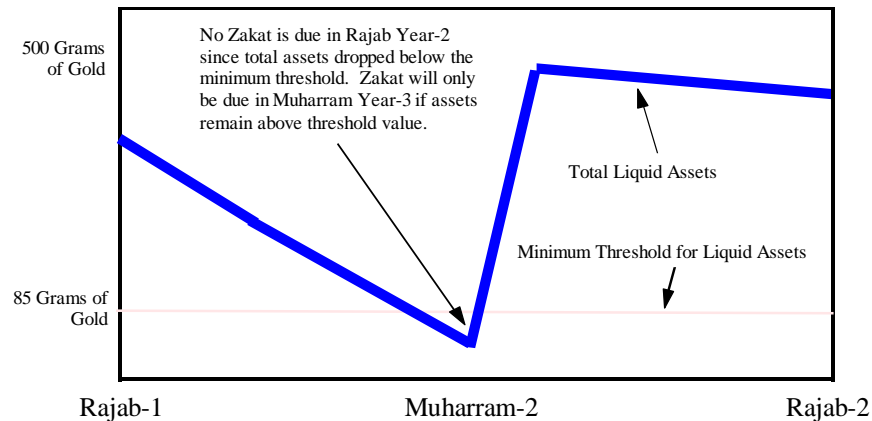 500 Grams
of Gold
No Zakat is due in Rajab Year-2
since total assets dropped below the
minimum threshold.  Zakat will only
be due in Muharram Year-3 if assets
remain above threshold value.
Total Liquid Assets
Minimum Threshold for Liquid Assets
85 Grams of
Gold
Rajab-1
Muharram-2
Rajab-2